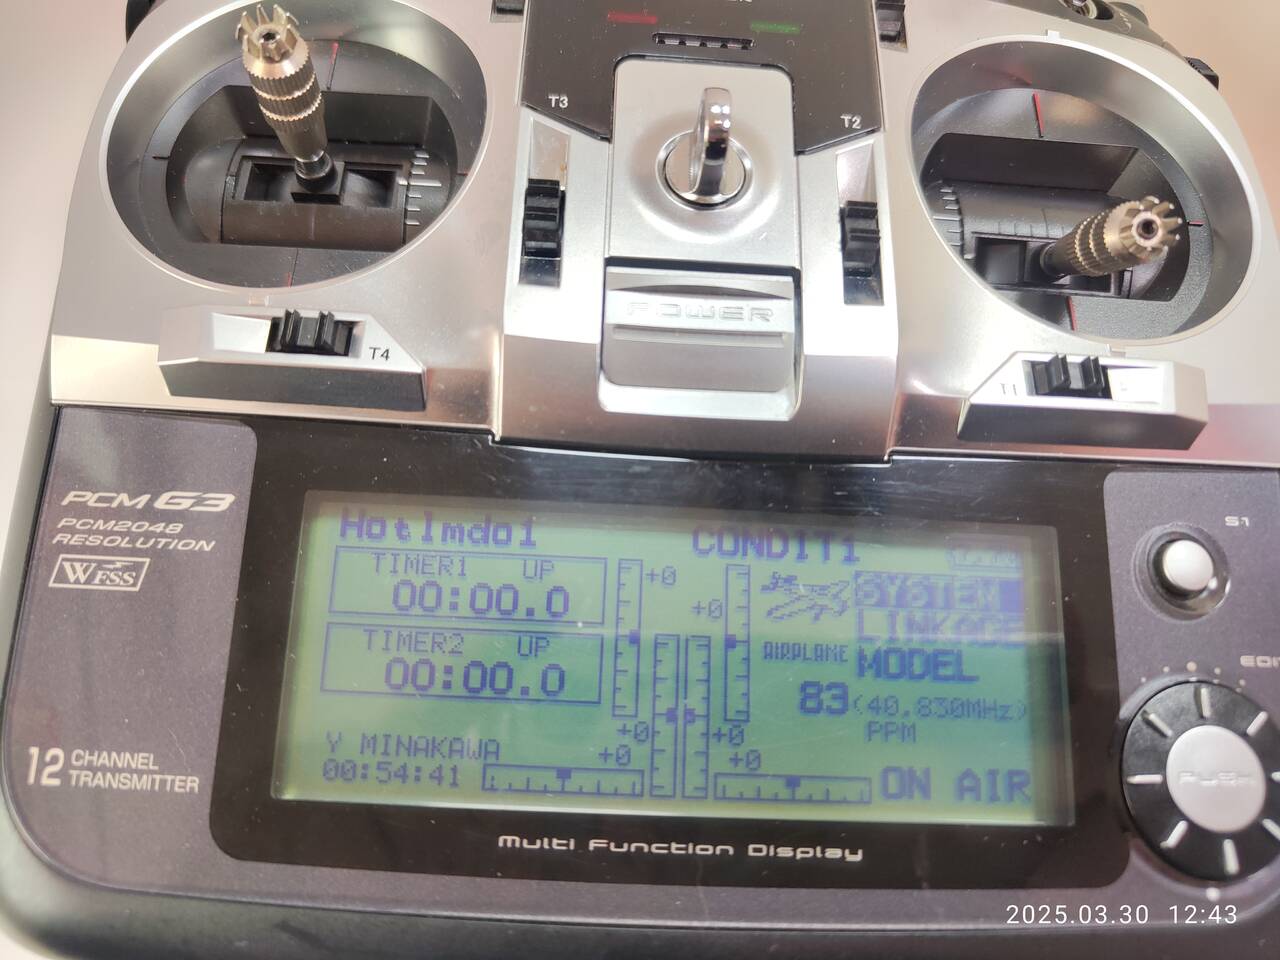 T3
T2
POWER
T4
T1
PCM G3
PCM2048
RESOLUTION
WFSS
S1
Hotlmdo1
CONDIT1
TIMER1 UP
00:00.0
TIMER2 UP
00:00.0
+0
+0
SYSTEM
LINKAGE
MODEL
AIRPLANE
83(40.830MHz)
PPM
+0
+0
+0
+0
Y MINAKAWA
00:54:41
ON AIR
12 CHANNEL
TRANSMITTER
PUSH
Multi Function Display
2025.03.30 12:43